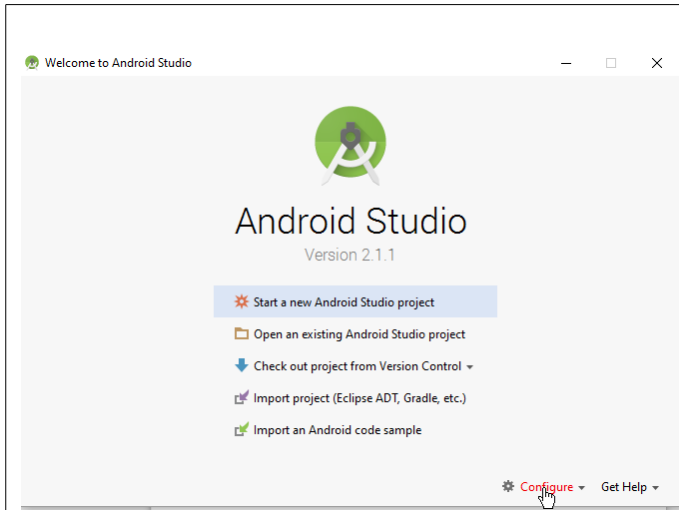 Welcome to Android Studio
Android Studio
Version 2.1.1
Start a new Android Studio project
Open an existing Android Studio project
Check out project from Version Control
Import project (Eclipse ADT, Gradle, etc.)
Import an Android code sample
Configure Get Help